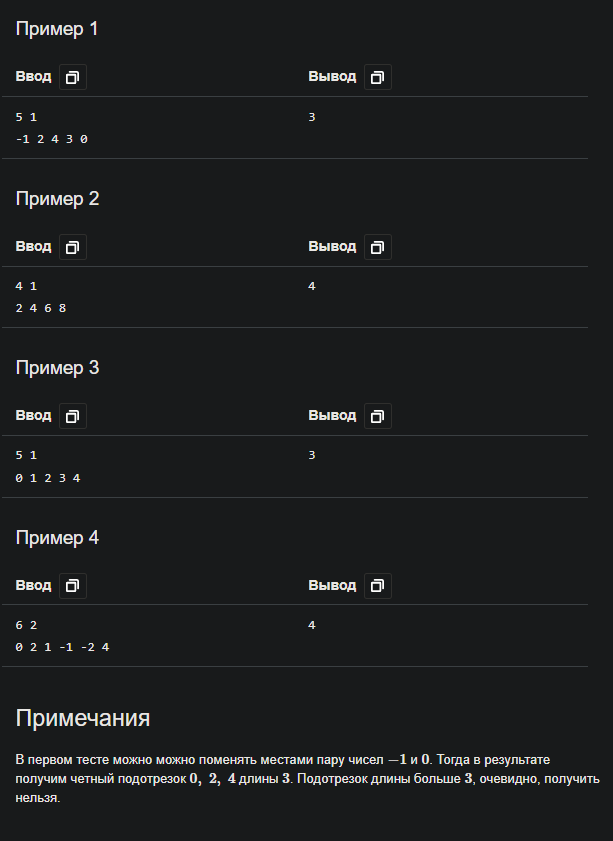 Пример 1
Ввод Вывод
5 1 3
-1 2 4 3 0
Пример 2
Ввод Вывод
4 1 4
2 4 6 8
Пример 3
Ввод Вывод
5 1 3
0 1 2 3 4
Пример 4
Ввод Вывод
6 2 4
0 2 1 -1 -2 4
Примечания
В первом тесте можно можно поменять местами пару чисел −1 и 0. Тогда в результате
получим четный подотрезок 0, 2, 4 длины 3. Подотрезок длины больше 3, очевидно, получить
нельзя.